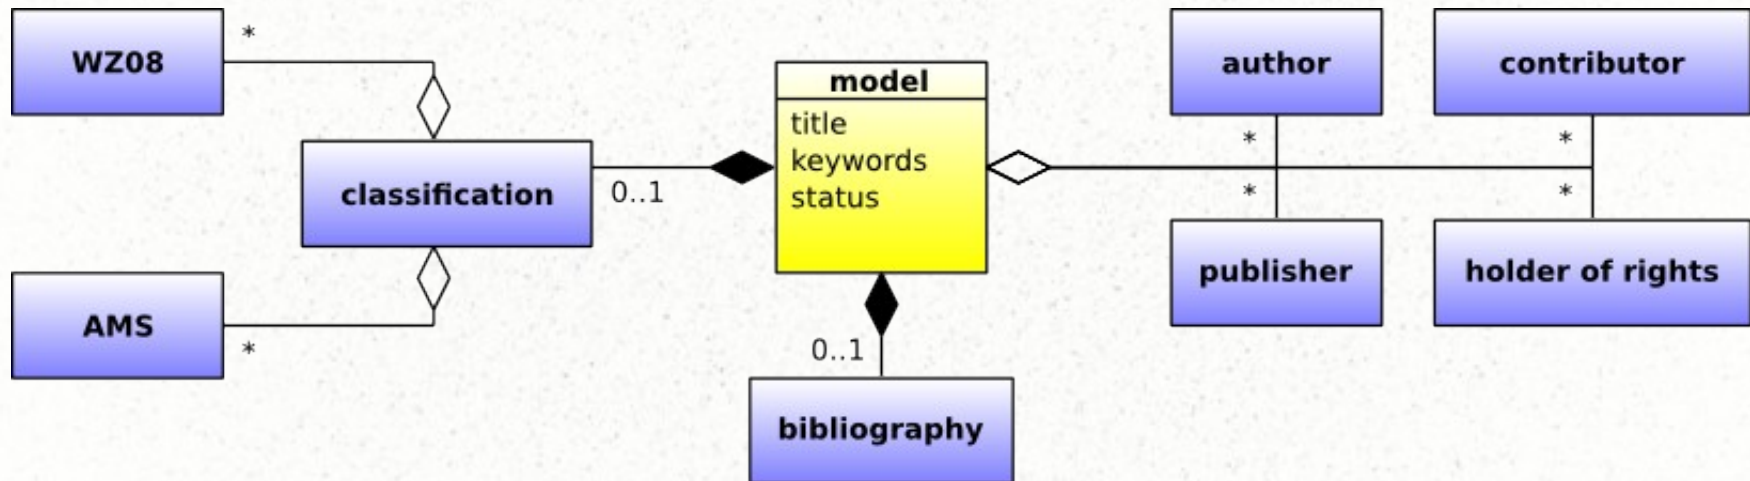 WZ08
*
AMS
*
classification
0..1
model
title
keywords
status
0..1
bibliography
author
*
contributor
*
*
publisher
*
holder of rights